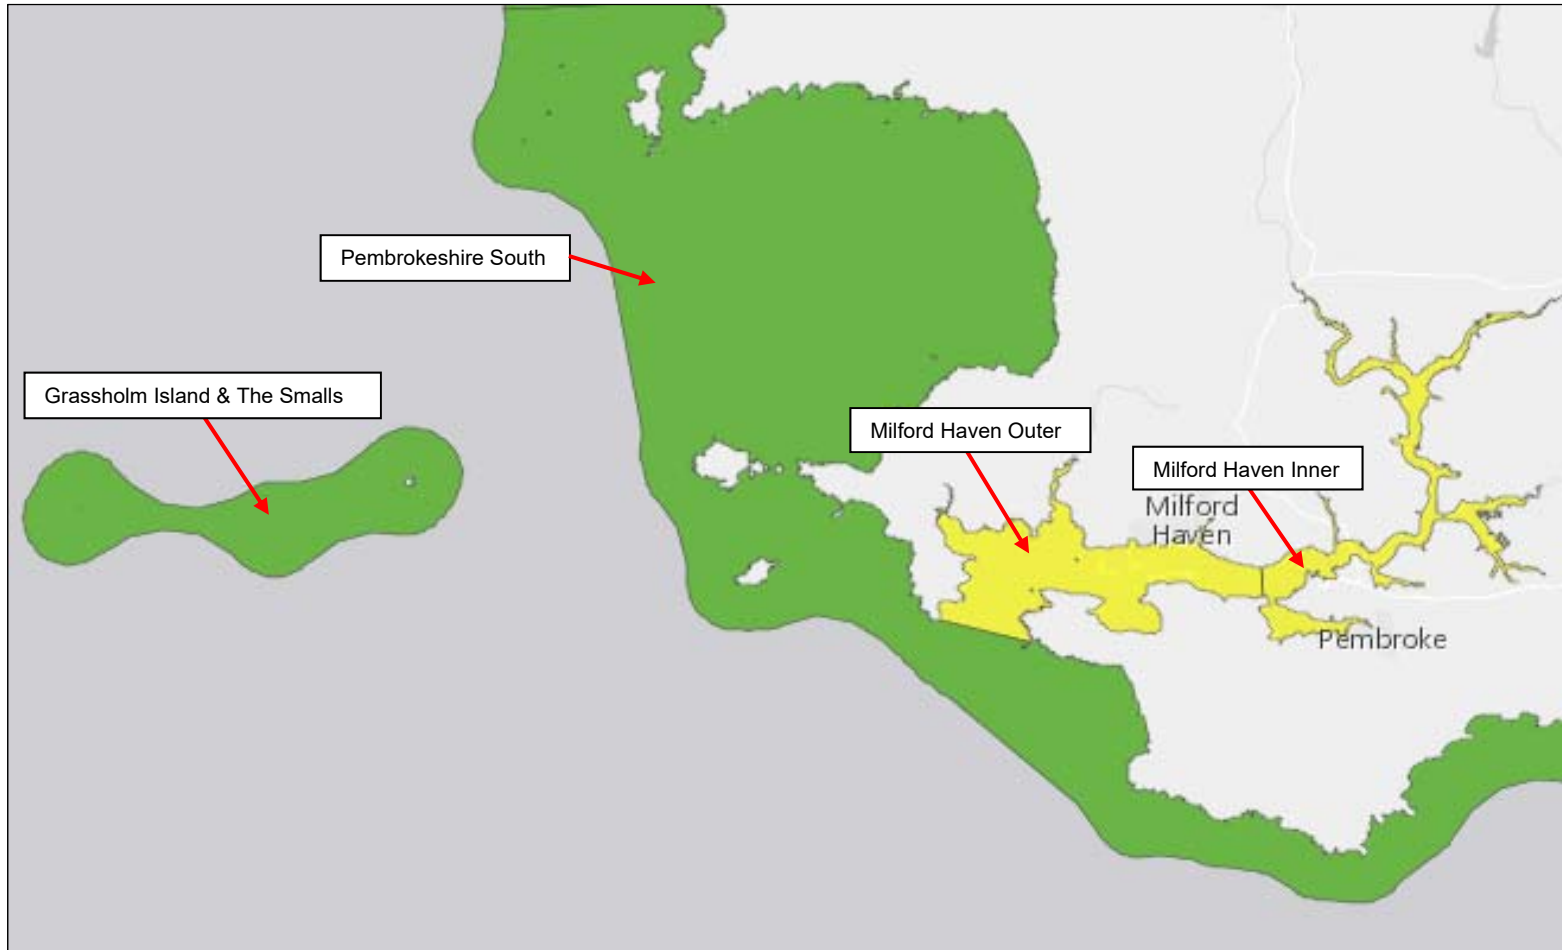 Pembrokeshire South
Grassholm Island & The Smalls
Milford Haven Outer
Milford Haven Inner
Milford
Haven
Pembroke